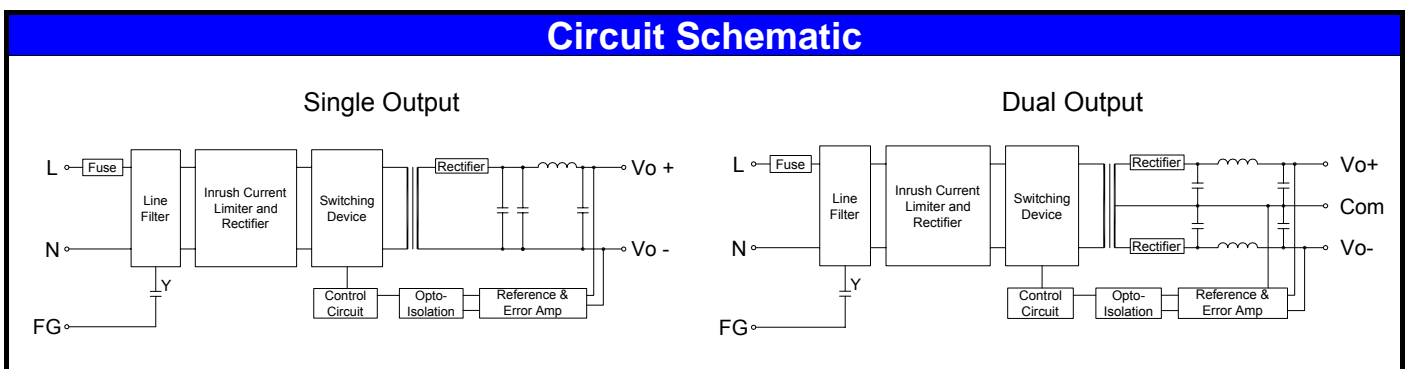 Circuit Schematic
Single Output
L
Fuse
Line
Filter
Inrush Current
Limiter and
Rectifier
Switching
Device
Rectifier
Vo +
N
Vo -
Y
Control
Circuit
Opto-
Isolation
Reference &
Error Amp
FG
Dual Output
L
Fuse
Line
Filter
Inrush Current
Limiter and
Rectifier
Switching
Device
Rectifier
Vo+
Com
N
Rectifier
Vo-
Y
Control
Circuit
Opto-
Isolation
Reference &
Error Amp
FG